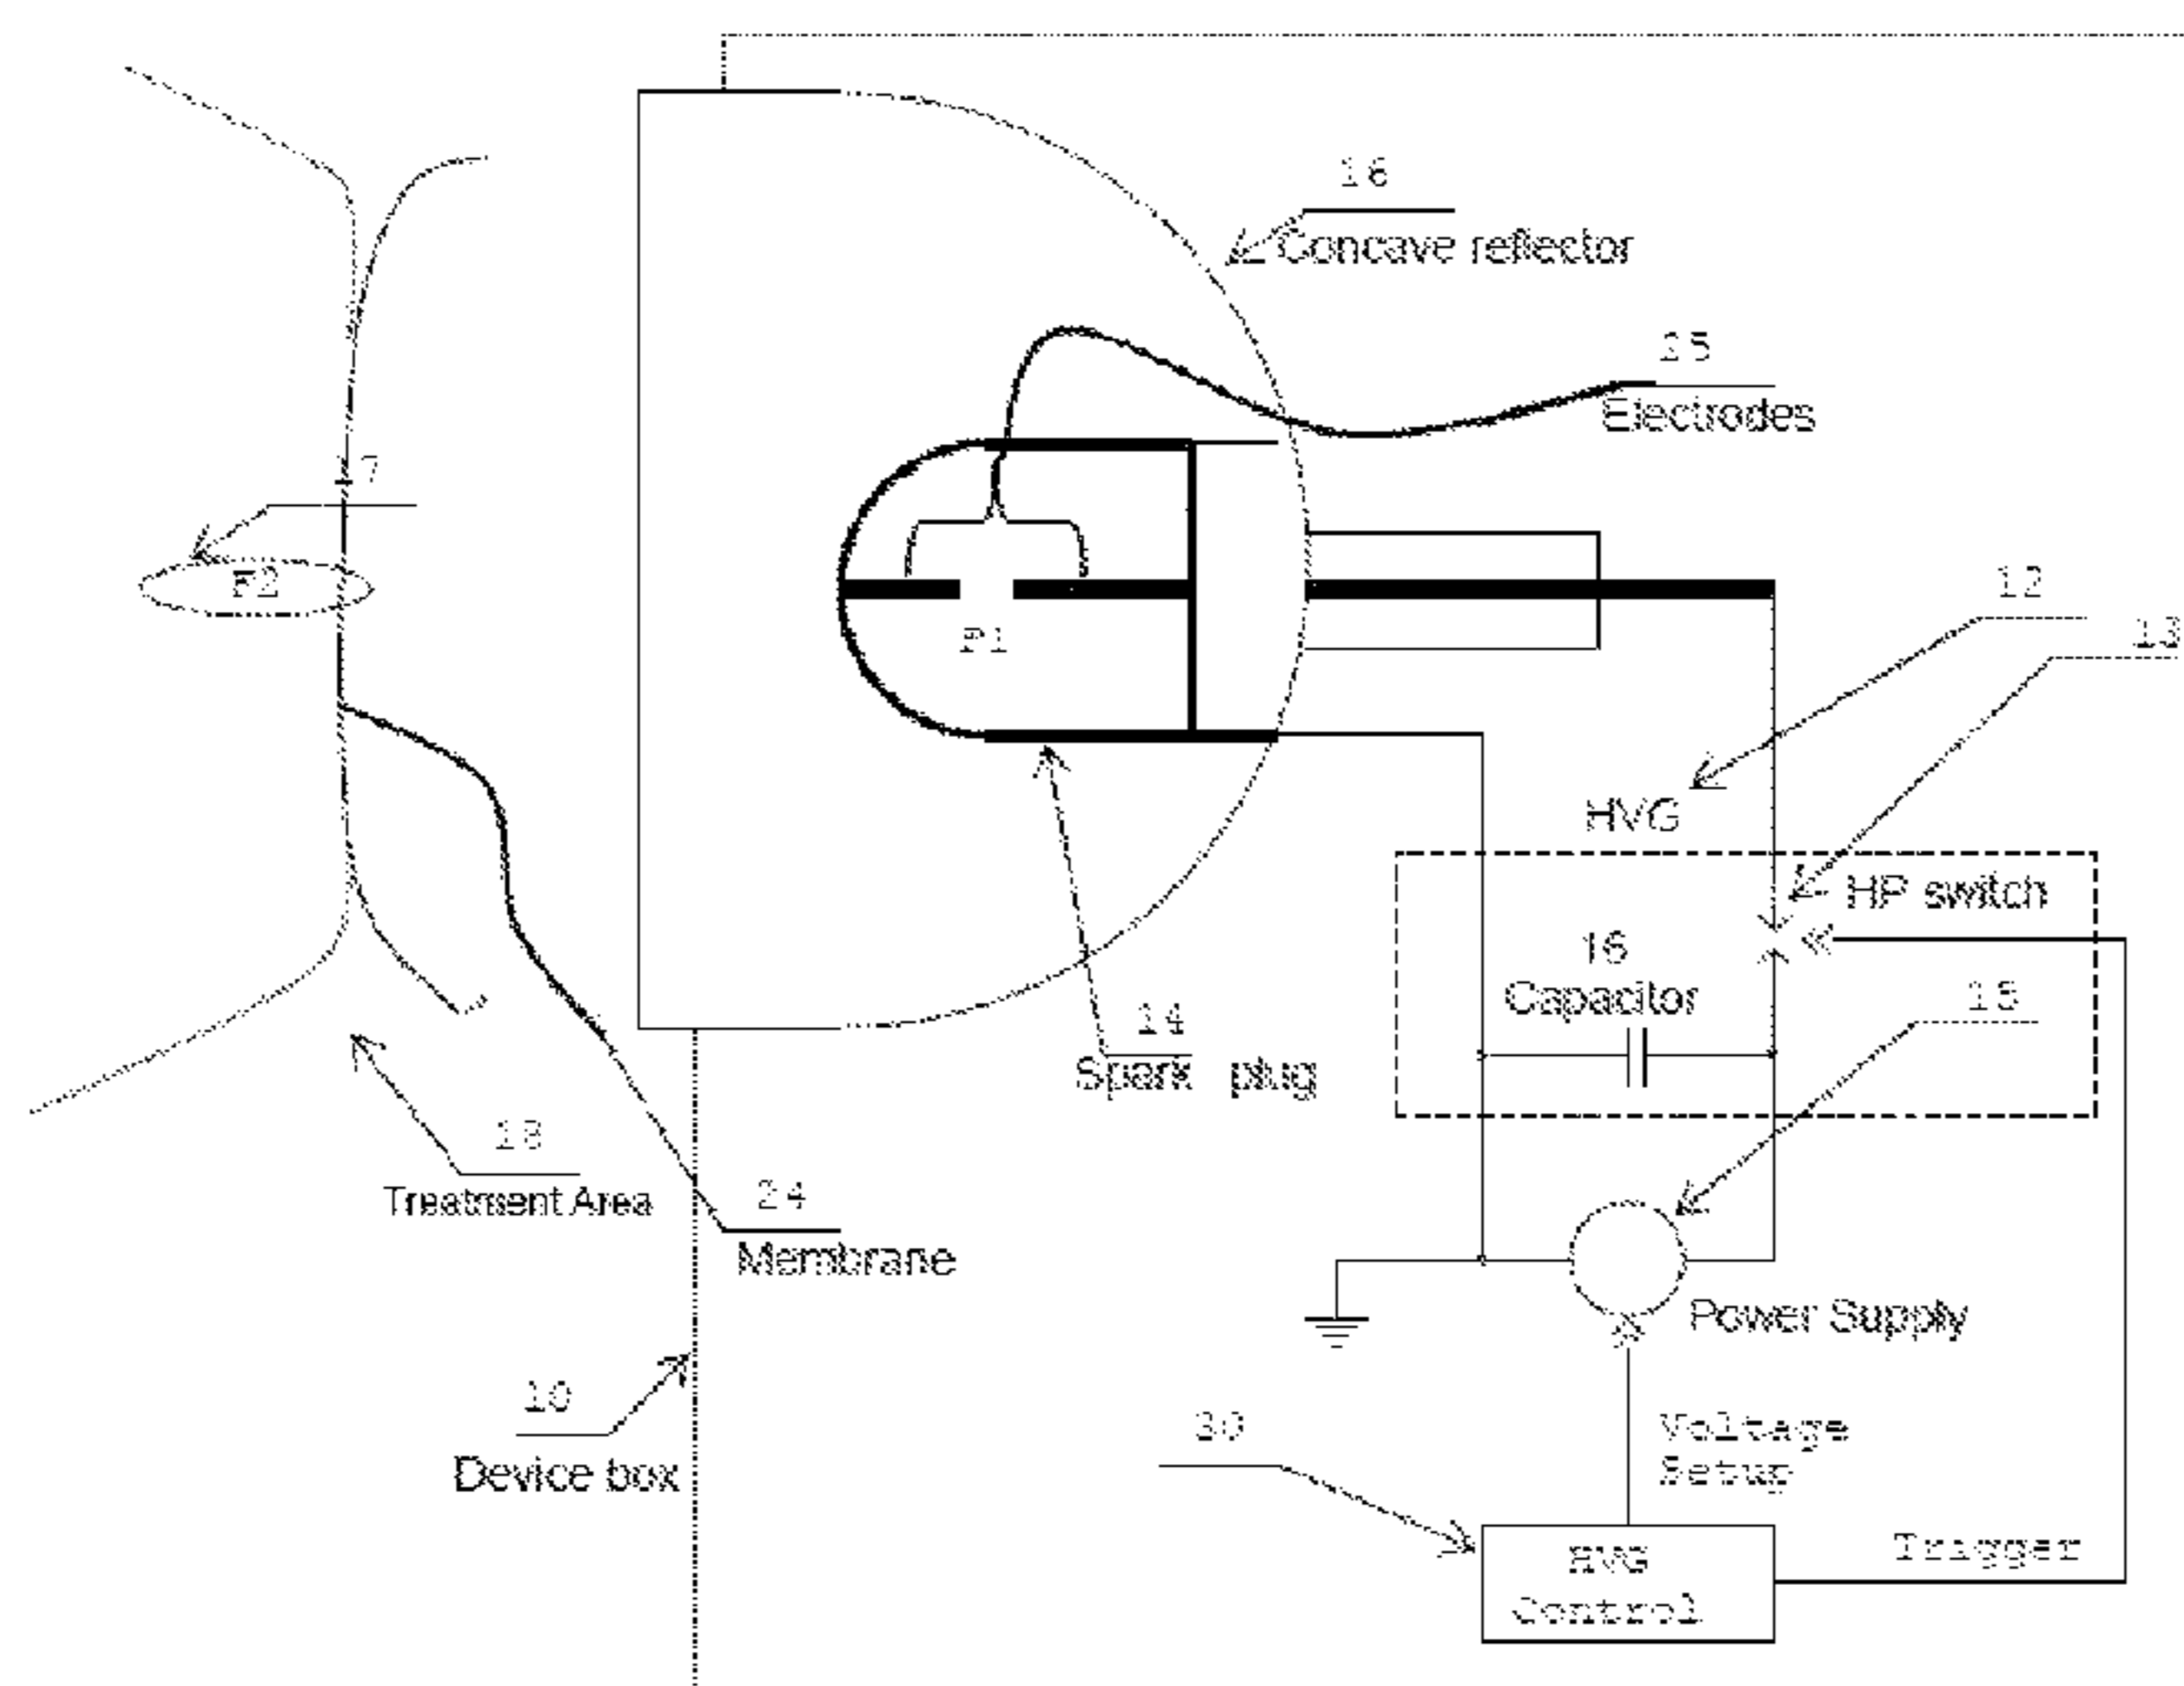 16
Concave reflector
25
Electrodes
17
F2
F1
12
13
HVG
HP switch
16
Capacitor
15
14
Spark plug
18
Treatment Area
24
Membrane
Power Supply
10
Device box
30
Voltage
Setup
HVG
Control
Trigger